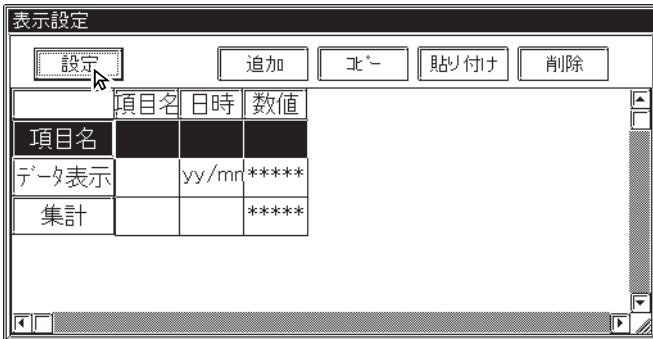 表示設定
設定 追加 コピー 貼り付け 削除
項目名 日時 数値
項目名
データ表示 yy/mm *****
集計 *****